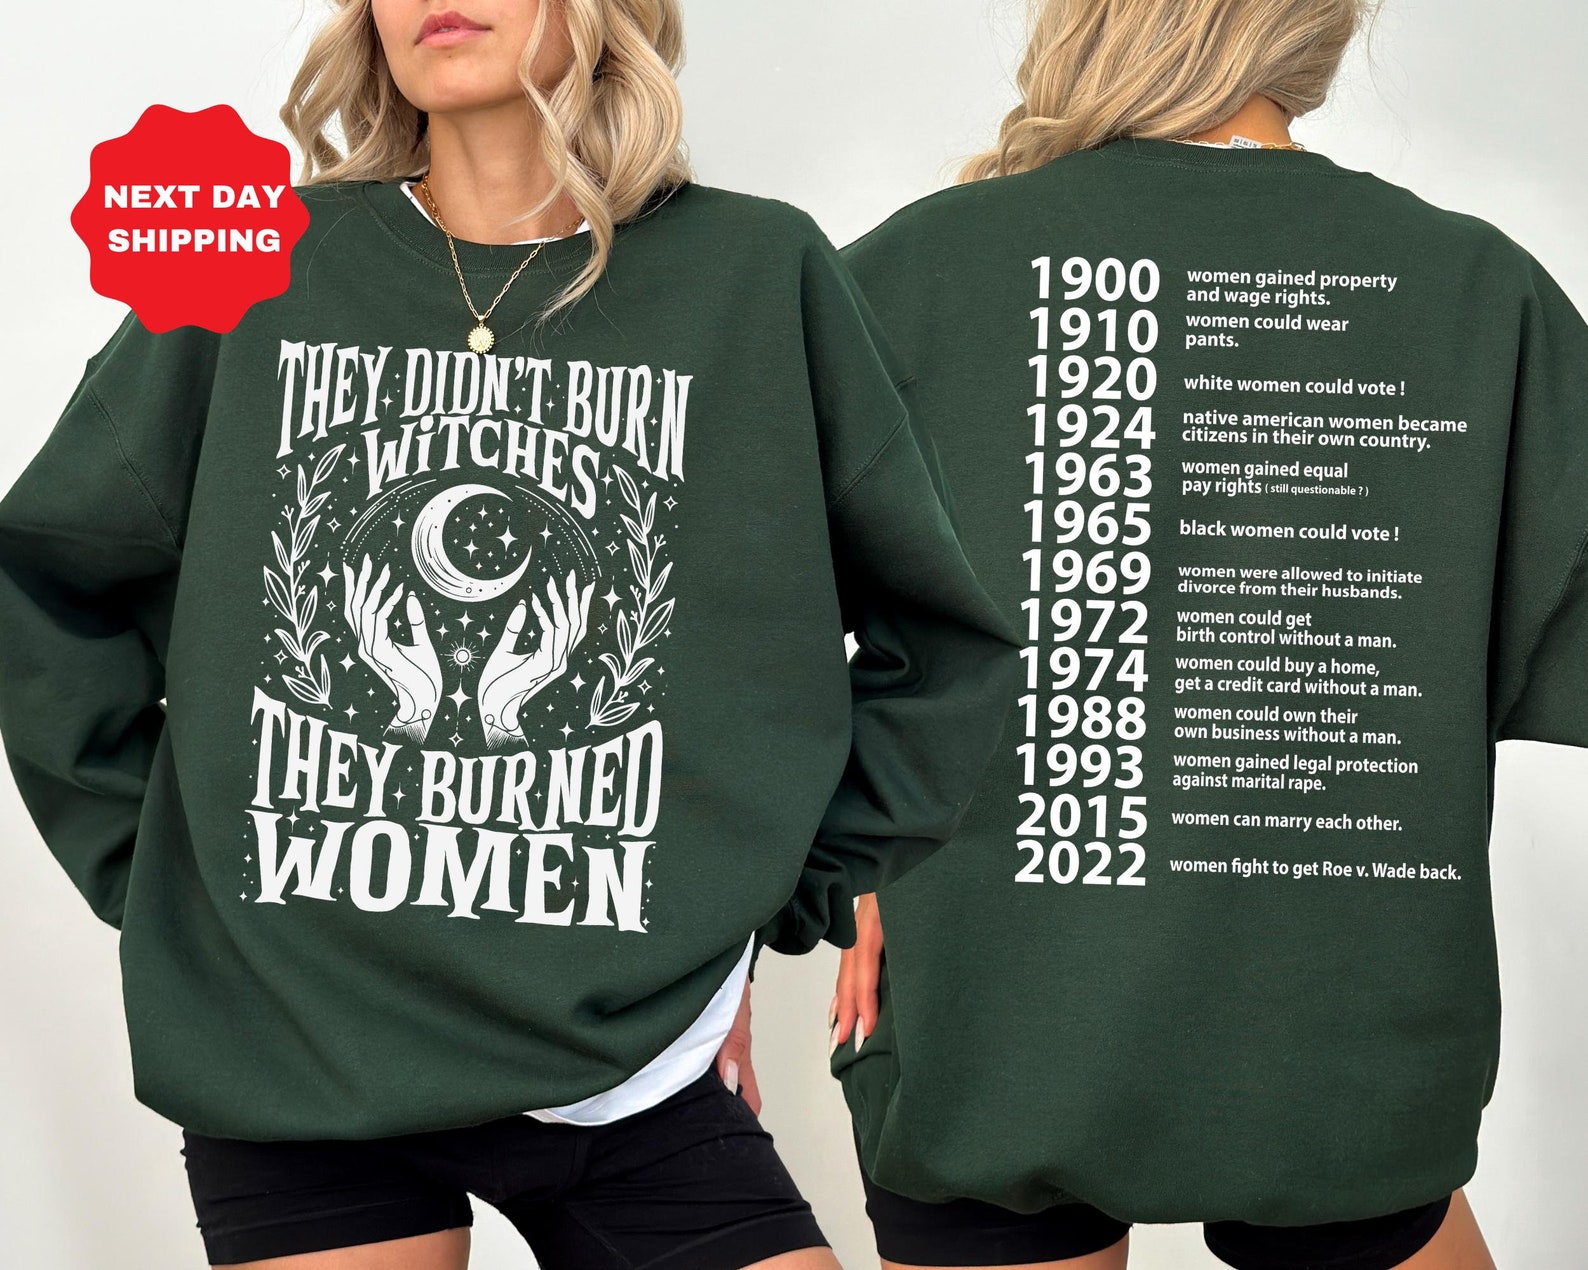 NEXT DAY
SHIPPING
THEY DIDN'T BURN
WiTCHES
THEY BURNED
WOMEN
1900 women gained property
and wage rights.
1910 women could wear
pants.
1920 white women could vote !
1924 native american women became
citizens in their own country.
1963 women gained equal
pay rights ( still questionable ? )
1965 black women could vote !
1969 women were allowed to initiate
divorce from their husbands.
1972 women could get
birth control without a man.
1974 women could buy a home,
get a credit card without a man.
1988 women could own their
own business without a man.
1993 women gained legal protection
against marital rape.
2015 women can marry each other.
2022 women fight to get Roe v. Wade back.